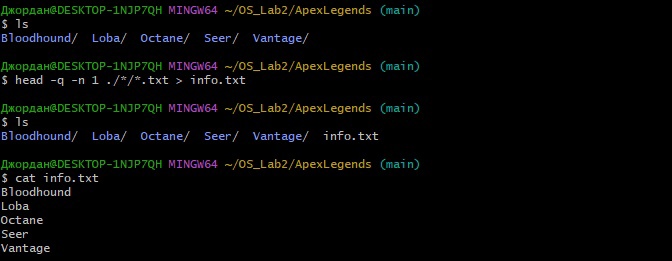 Джордан@DESKTOP-1NJP7QH MINGW64 ~/OS_Lab2/ApexLegends (main)
$ ls
Bloodhound/  Loba/  Octane/  Seer/  Vantage/
Джордан@DESKTOP-1NJP7QH MINGW64 ~/OS_Lab2/ApexLegends (main)
$ head -q -n 1 ./*/*.txt > info.txt
Джордан@DESKTOP-1NJP7QH MINGW64 ~/OS_Lab2/ApexLegends (main)
$ ls
Bloodhound/  Loba/  Octane/  Seer/  Vantage/  info.txt
Джордан@DESKTOP-1NJP7QH MINGW64 ~/OS_Lab2/ApexLegends (main)
$ cat info.txt
Bloodhound
Loba
Octane
Seer
Vantage